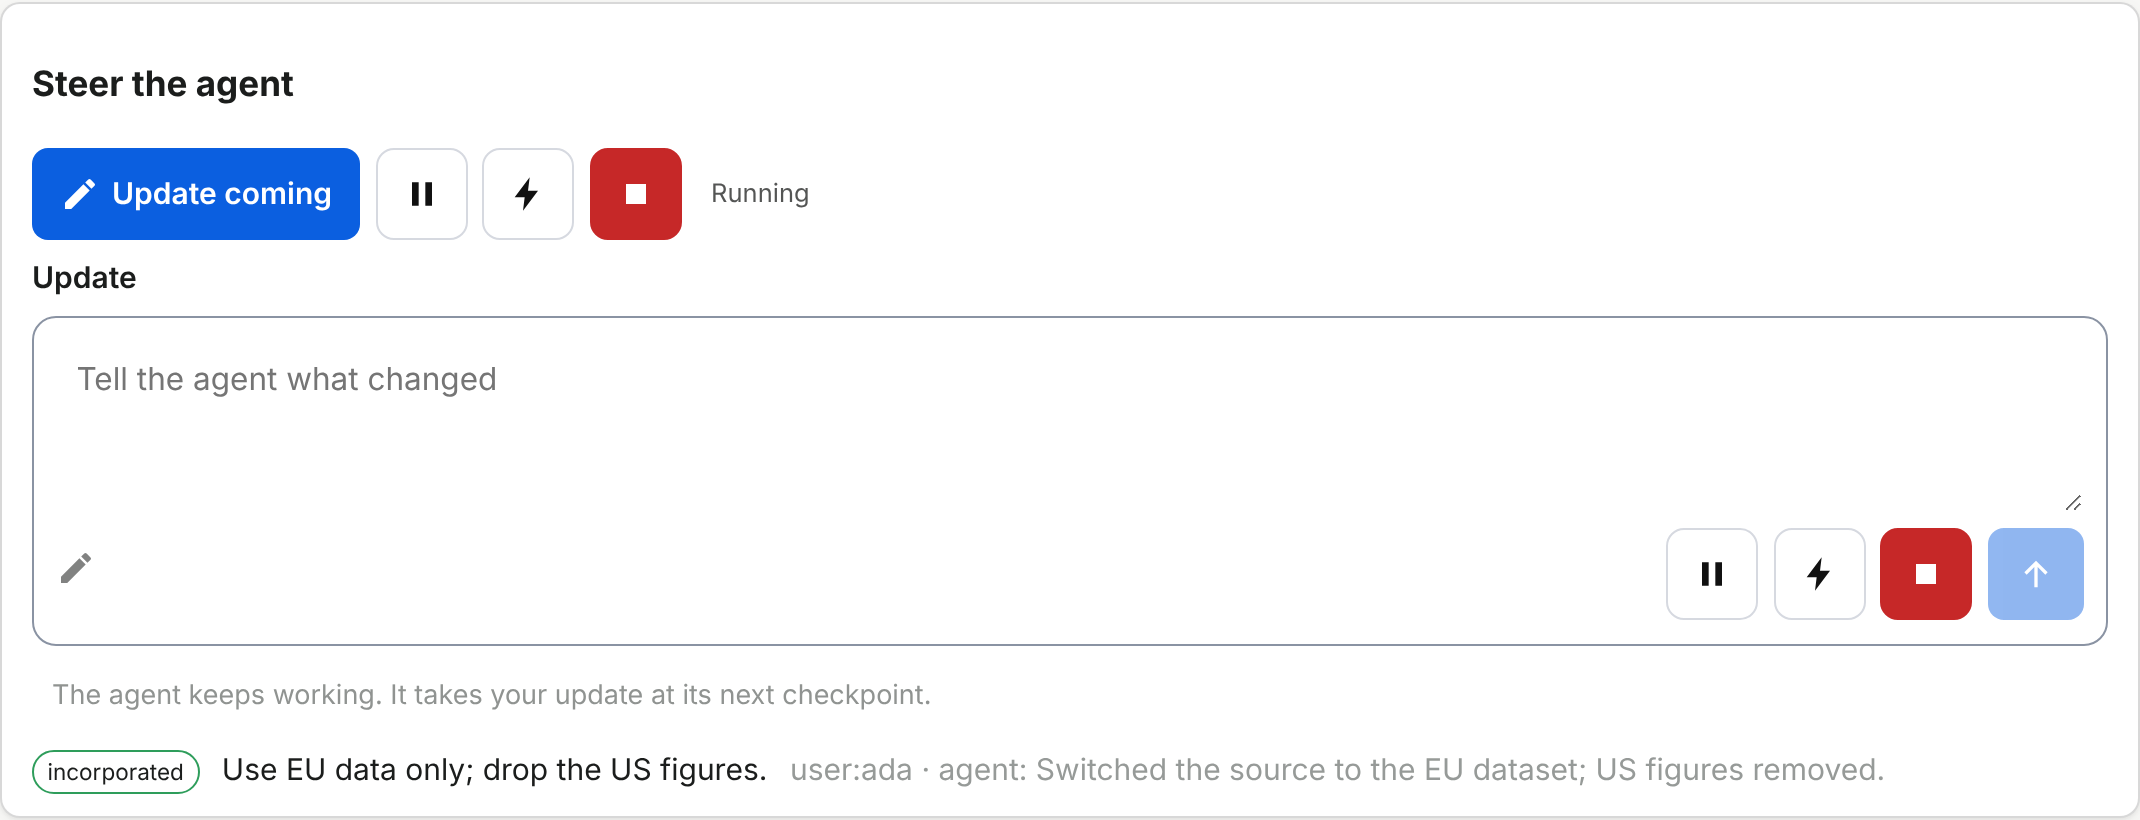 Steer the agent
Update coming
Running
Update
Tell the agent what changed
The agent keeps working. It takes your update at its next checkpoint.
incorporated Use EU data only; drop the US figures. user:ada · agent: Switched the source to the EU dataset; US figures removed.